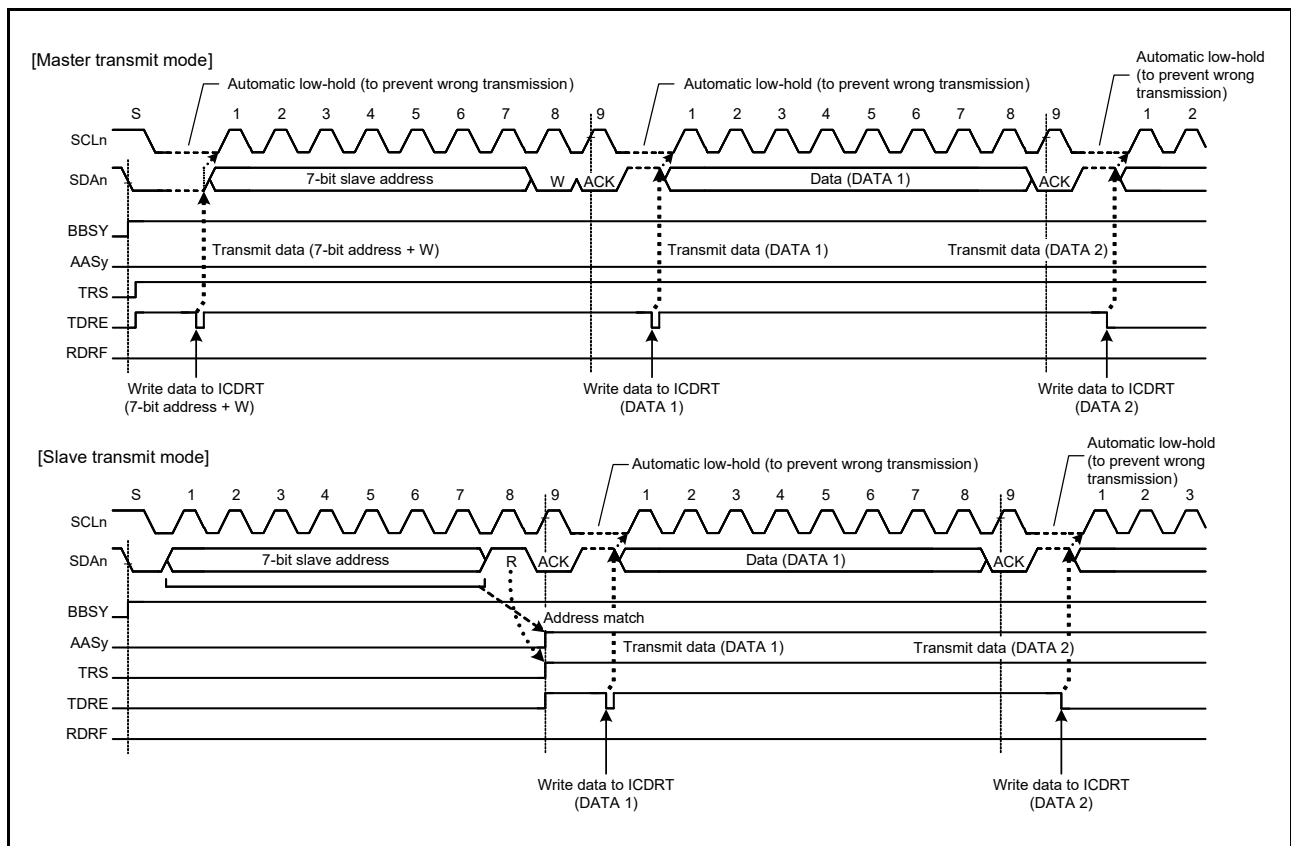 [Master transmit mode]
Automatic low-hold (to prevent wrong transmission)
Automatic low-hold (to prevent wrong transmission)
Automatic low-hold
(to prevent wrong
transmission)
S 1 2 3 4 5 6 7 8 9 1 2 3 4 5 6 7 8 9 1 2
SCLn
SDAn 7-bit slave address W ACK Data (DATA 1) ACK
BBSY
Transmit data (7-bit address + W) Transmit data (DATA 1) Transmit data (DATA 2)
AASy
TRS
TDRE
RDRF
Write data to ICDRT
(7-bit address + W)
Write data to ICDRT
(DATA 1)
Write data to ICDRT
(DATA 2)
[Slave transmit mode]
Automatic low-hold (to prevent wrong transmission)
Automatic low-hold
(to prevent wrong
transmission)
S 1 2 3 4 5 6 7 8 9 1 2 3 4 5 6 7 8 9 1 2 3
SCLn
SDAn 7-bit slave address R ACK Data (DATA 1) ACK
BBSY
Address match
AASy
Transmit data (DATA 1) Transmit data (DATA 2)
TRS
TDRE
RDRF
Write data to ICDRT
(DATA 1)
Write data to ICDRT
(DATA 2)